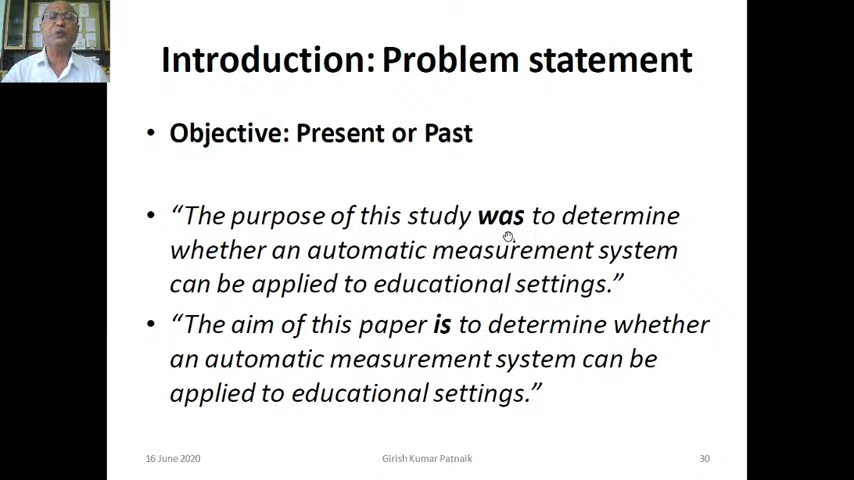 Introduction: Problem statement
• Objective: Present or Past
• “The purpose of this study was to determine
whether an automatic measurement system
can be applied to educational settings.”
• “The aim of this paper is to determine whether
an automatic measurement system can be
applied to educational settings.”
16 June 2020 Girish Kumar Patnaik 30